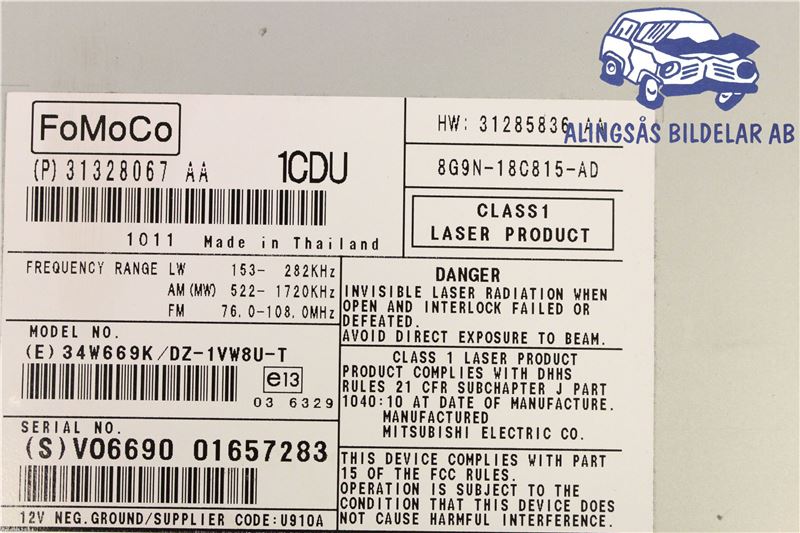 FoMoCo
(P) 31328067 AA 1CDU
1011 Made in Thailand
HW: 31285836 AA
ALINGSÅS BILDELAR AB
8G9N-18C815-AD
CLASS1
LASER PRODUCT
FREQUENCY RANGE LW 153- 282KHz
AM (MW) 522- 1720KHz
FM 76.0-108.0MHz
MODEL NO.
(E) 34W669K/DZ-1VW8U-T
e13
03 6329
SERIAL NO.
(S) V06690 01657283
12V NEG.GROUND/SUPPLIER CODE:U910A
DANGER
INVISIBLE LASER RADIATION WHEN
OPEN AND INTERLOCK FAILED OR
DEFEATED.
AVOID DIRECT EXPOSURE TO BEAM.
CLASS 1 LASER PRODUCT
PRODUCT COMPLIES WITH DHHS
RULES 21 CFR SUBCHAPTER J PART
1040:10 AT DATE OF MANUFACTURE.
MANUFACTURED
MITSUBISHI ELECTRIC CO.
THIS DEVICE COMPLIES WITH PART
15 OF THE FCC RULES.
OPERATION IS SUBJECT TO THE
CONDITION THAT THIS DEVICE DOES
NOT CAUSE HARMFUL INTERFERENCE.